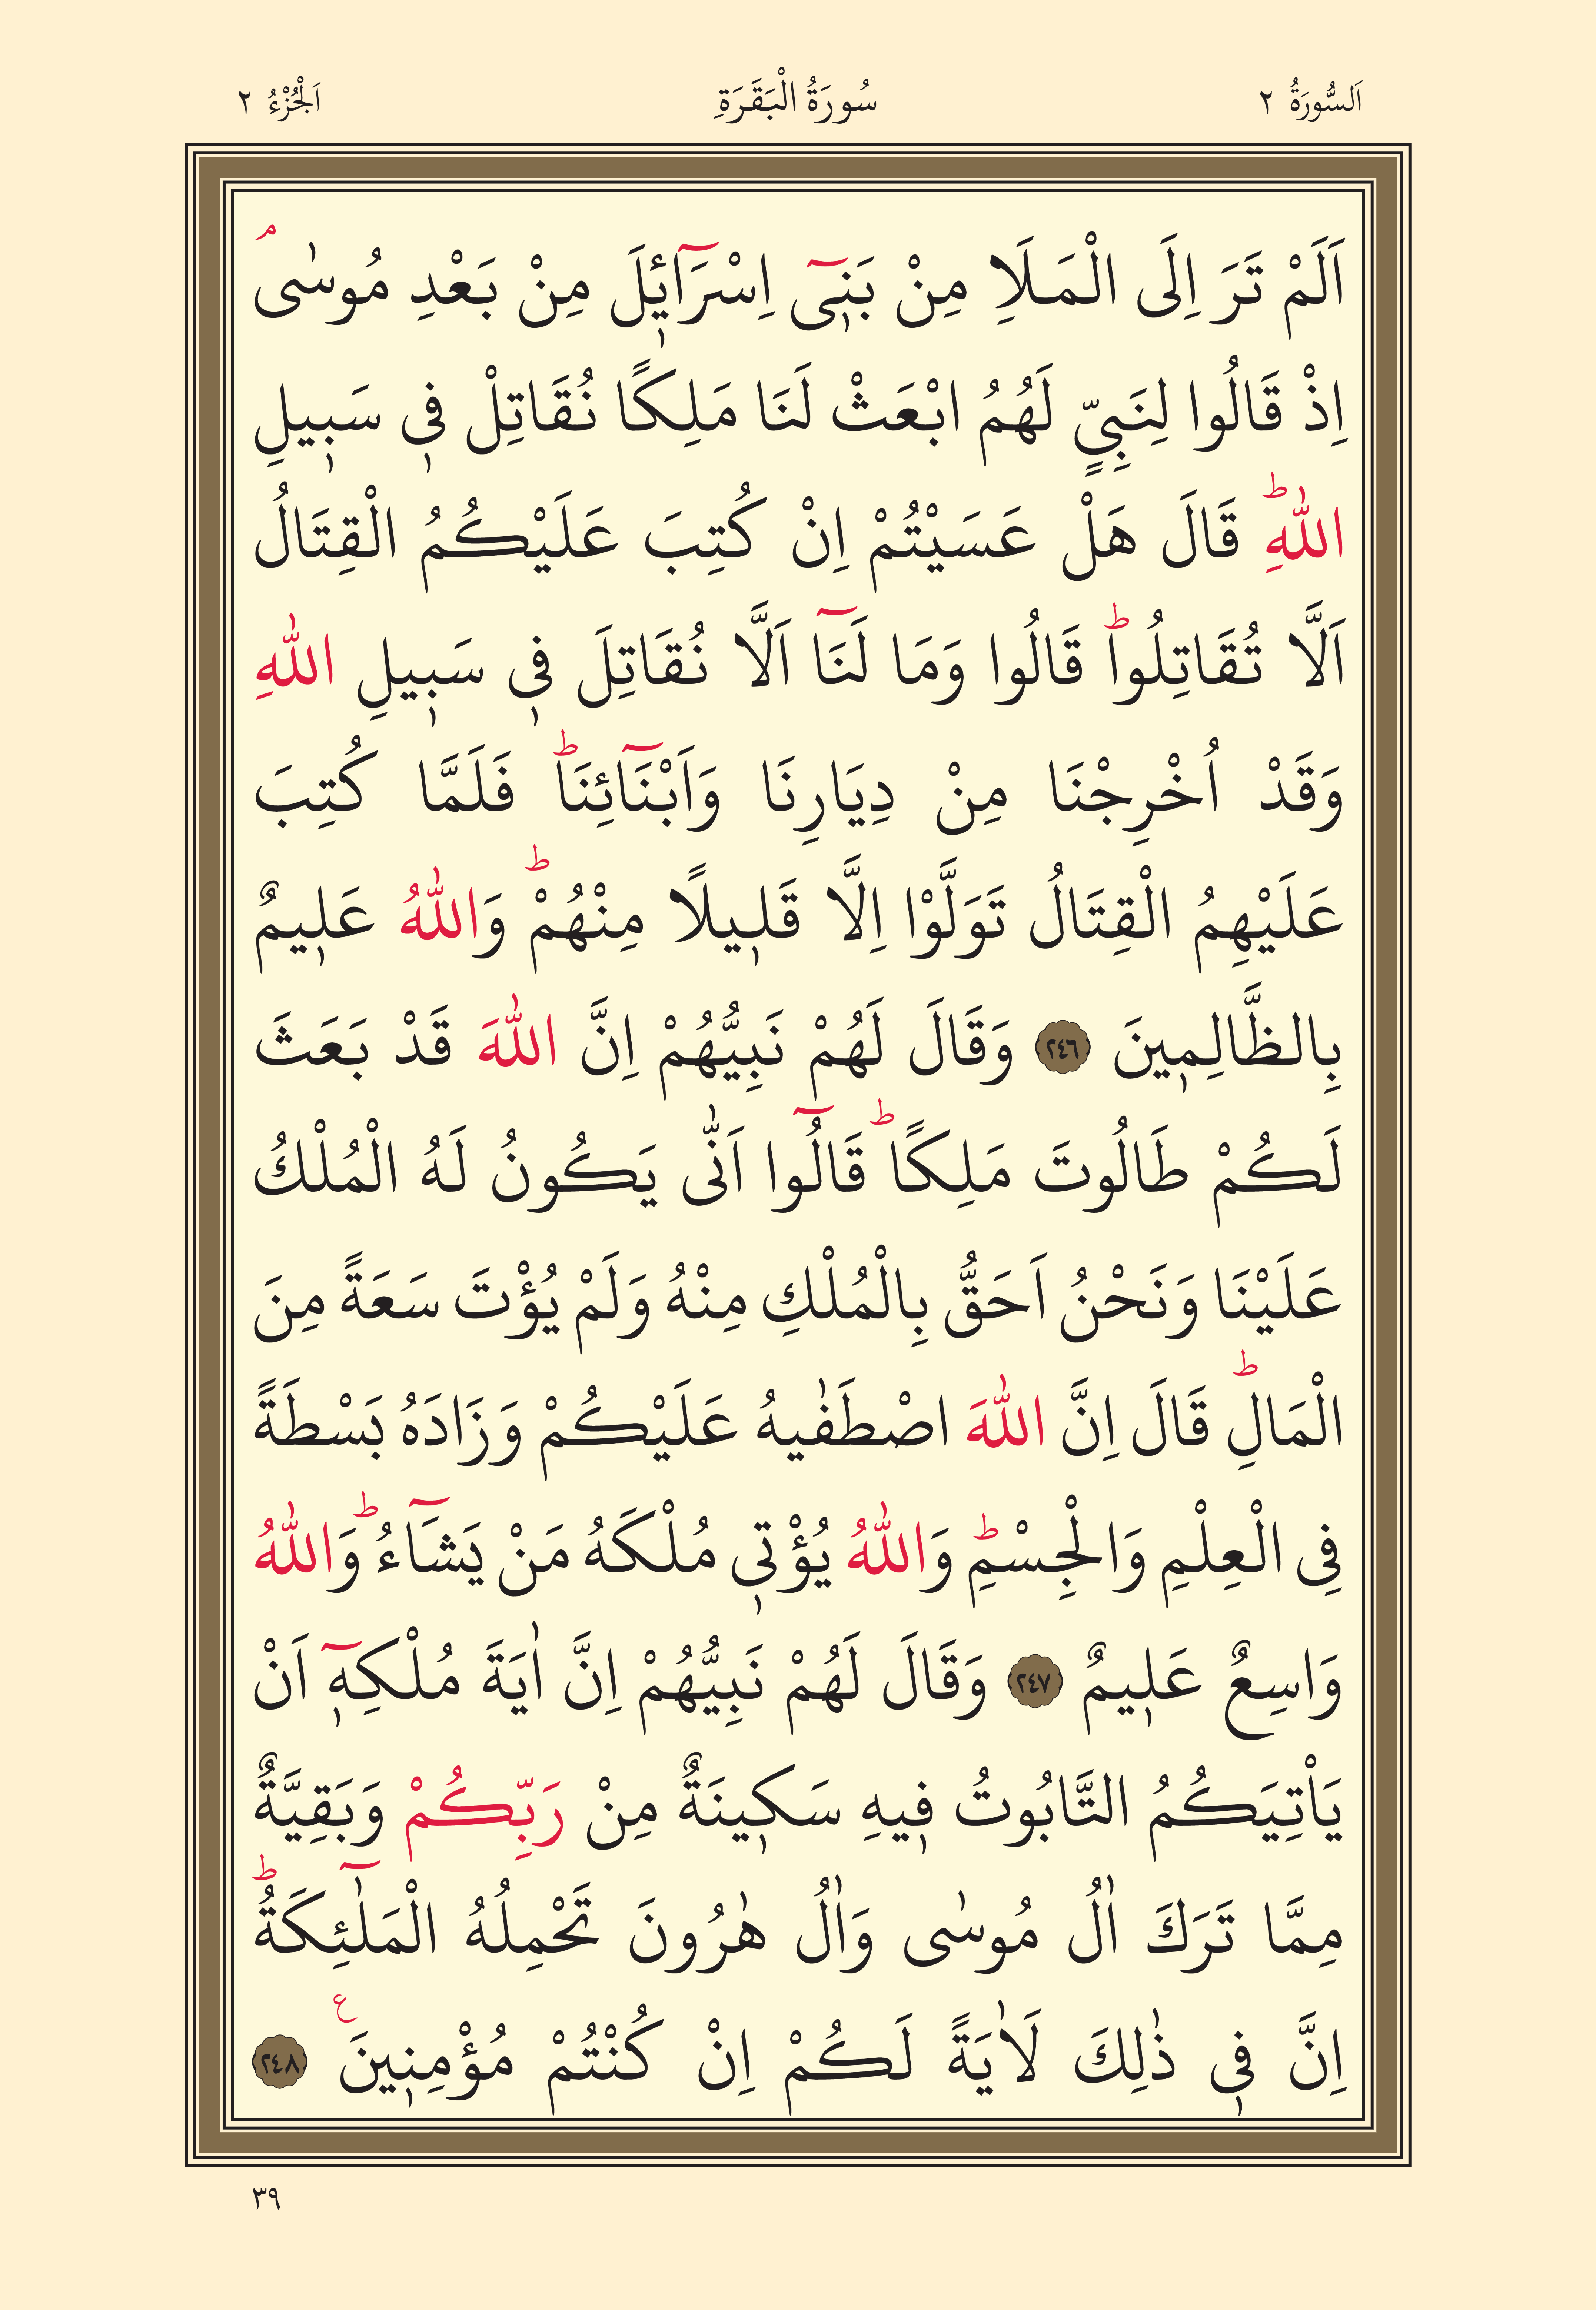 اَلسُّورَةُ ٢ سُورَةُ الْبَقَرَةِ اَلْجُزْءُ ٢
اَلَمْ تَرَ اِلَى الْمَلَاِ مِنْ بَن۪ٓى اِسْرَٓائ۪لَ مِنْ بَعْدِ مُوسٰىۢ
اِذْ قَالُوا لِنَبِىٍّ لَهُمُ ابْعَثْ لَنَا مَلِكًا نُقَاتِلْ ف۪ى سَب۪يلِ
اللّٰهِۜ قَالَ هَلْ عَسَيْتُمْ اِنْ كُتِبَ عَلَيْكُمُ الْقِتَالُ
اَلَّا تُقَاتِلُواۜ قَالُوا وَمَا لَنَٓا اَلَّا نُقَاتِلَ ف۪ى سَب۪يلِ اللّٰهِ
وَقَدْ اُخْرِجْنَا مِنْ دِيَارِنَا وَاَبْنَٓائِنَاۜ فَلَمَّا كُتِبَ
عَلَيْهِمُ الْقِتَالُ تَوَلَّوْا اِلَّا قَل۪يلًا مِنْهُمْۜ وَاللّٰهُ عَل۪يمٌ
بِالظَّالِم۪ينَ ٢٤٦ وَقَالَ لَهُمْ نَبِيُّهُمْ اِنَّ اللّٰهَ قَدْ بَعَثَ
لَكُمْ طَالُوتَ مَلِكًاۜ قَالُٓوا اَنّٰى يَكُونُ لَهُ الْمُلْكُ
عَلَيْنَا وَنَحْنُ اَحَقُّ بِالْمُلْكِ مِنْهُ وَلَمْ يُؤْتَ سَعَةً مِنَ
الْمَالِۜ قَالَ اِنَّ اللّٰهَ اصْطَفٰيهُ عَلَيْكُمْ وَزَادَهُ بَسْطَةً
فِى الْعِلْمِ وَالْجِسْمِۜ وَاللّٰهُ يُؤْت۪ى مُلْكَهُ مَنْ يَشَٓاءُۜ وَاللّٰهُ
وَاسِعٌ عَل۪يمٌ ٢٤٧ وَقَالَ لَهُمْ نَبِيُّهُمْ اِنَّ اٰيَةَ مُلْكِه۪ٓ اَنْ
يَاْتِيَكُمُ التَّابُوتُ ف۪يهِ سَك۪ينَةٌ مِنْ رَبِّكُمْ وَبَقِيَّةٌ
مِمَّا تَرَكَ اٰلُ مُوسٰى وَاٰلُ هٰرُونَ تَحْمِلُهُ الْمَلٰٓئِكَةُۜ
اِنَّ ف۪ى ذٰلِكَ لَاٰيَةً لَكُمْ اِنْ كُنْتُمْ مُؤْمِن۪ينَ ع ٢٤٨
٣٩